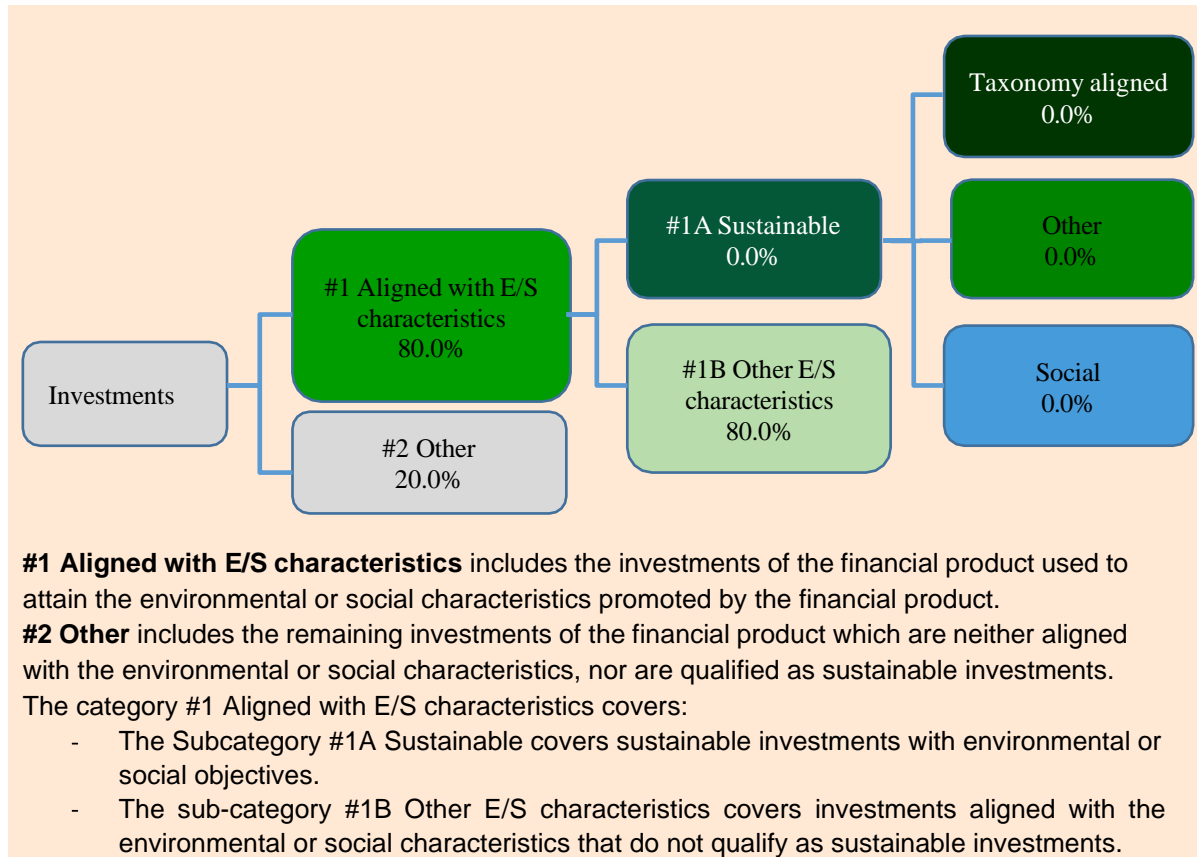 Taxonomy aligned
0.0%
#1A Sustainable
0.0%
Other
0.0%
#1 Aligned with E/S
characteristics
80.0%
Investments
#1B Other E/S
characteristics
80.0%
Social
0.0%
#2 Other
20.0%
#1 Aligned with E/S characteristics includes the investments of the financial product used to
attain the environmental or social characteristics promoted by the financial product.
#2 Other includes the remaining investments of the financial product which are neither aligned
with the environmental or social characteristics, nor are qualified as sustainable investments.
The category #1 Aligned with E/S characteristics covers:
- The Subcategory #1A Sustainable covers sustainable investments with environmental or
social objectives.
- The sub-category #1B Other E/S characteristics covers investments aligned with the
environmental or social characteristics that do not qualify as sustainable investments.